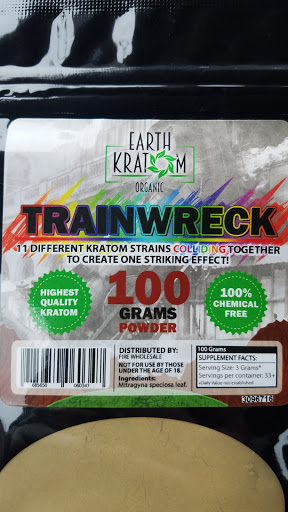 EARTH
KRATOM
ORGANIC
TRAINWRECK
11 DIFFERENT KRATOM STRAINS COLLIDING TOGETHER
TO CREATE ONE STRIKING EFFECT!
HIGHEST
QUALITY
KRATOM
100
GRAMS
POWDER
100%
CHEMICAL
FREE
DISTRIBUTED BY:
FIRE WHOLESALE
NOT FOR USE BY THOSE
UNDER THE AGE OF 18.
Ingredients:
Mitragyna speciosa leaf.
100 Grams
SUPPLEMENT FACTS:
Serving Size: 3 Grams*
Servings per container: 33+
*Daily Value not established
3096716